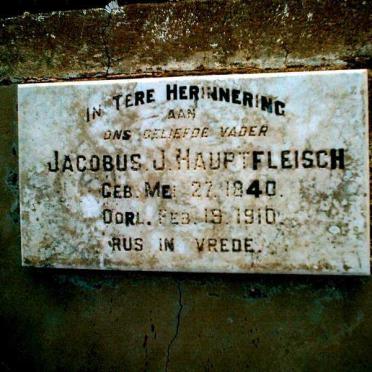 IN TERE HERINNERING
AAN
ONS GELIEFDE VADER
JACOBUS. J. HAUPTFLEISCH
GEB. MEI 27. 1840.
OORL. FEB. 19. 1910.
RUS IN VREDE.